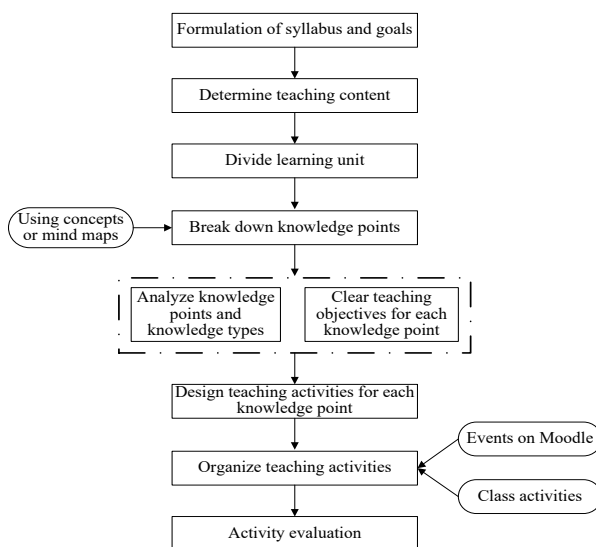 Formulation of syllabus and goals
Determine teaching content
Divide learning unit
Using concepts
or mind maps
Break down knowledge points
Analyze knowledge
points and
knowledge types
Clear teaching
objectives for each
knowledge point
Design teaching activities for each
knowledge point
Events on Moodle
Organize teaching activities
Class activities
Activity evaluation